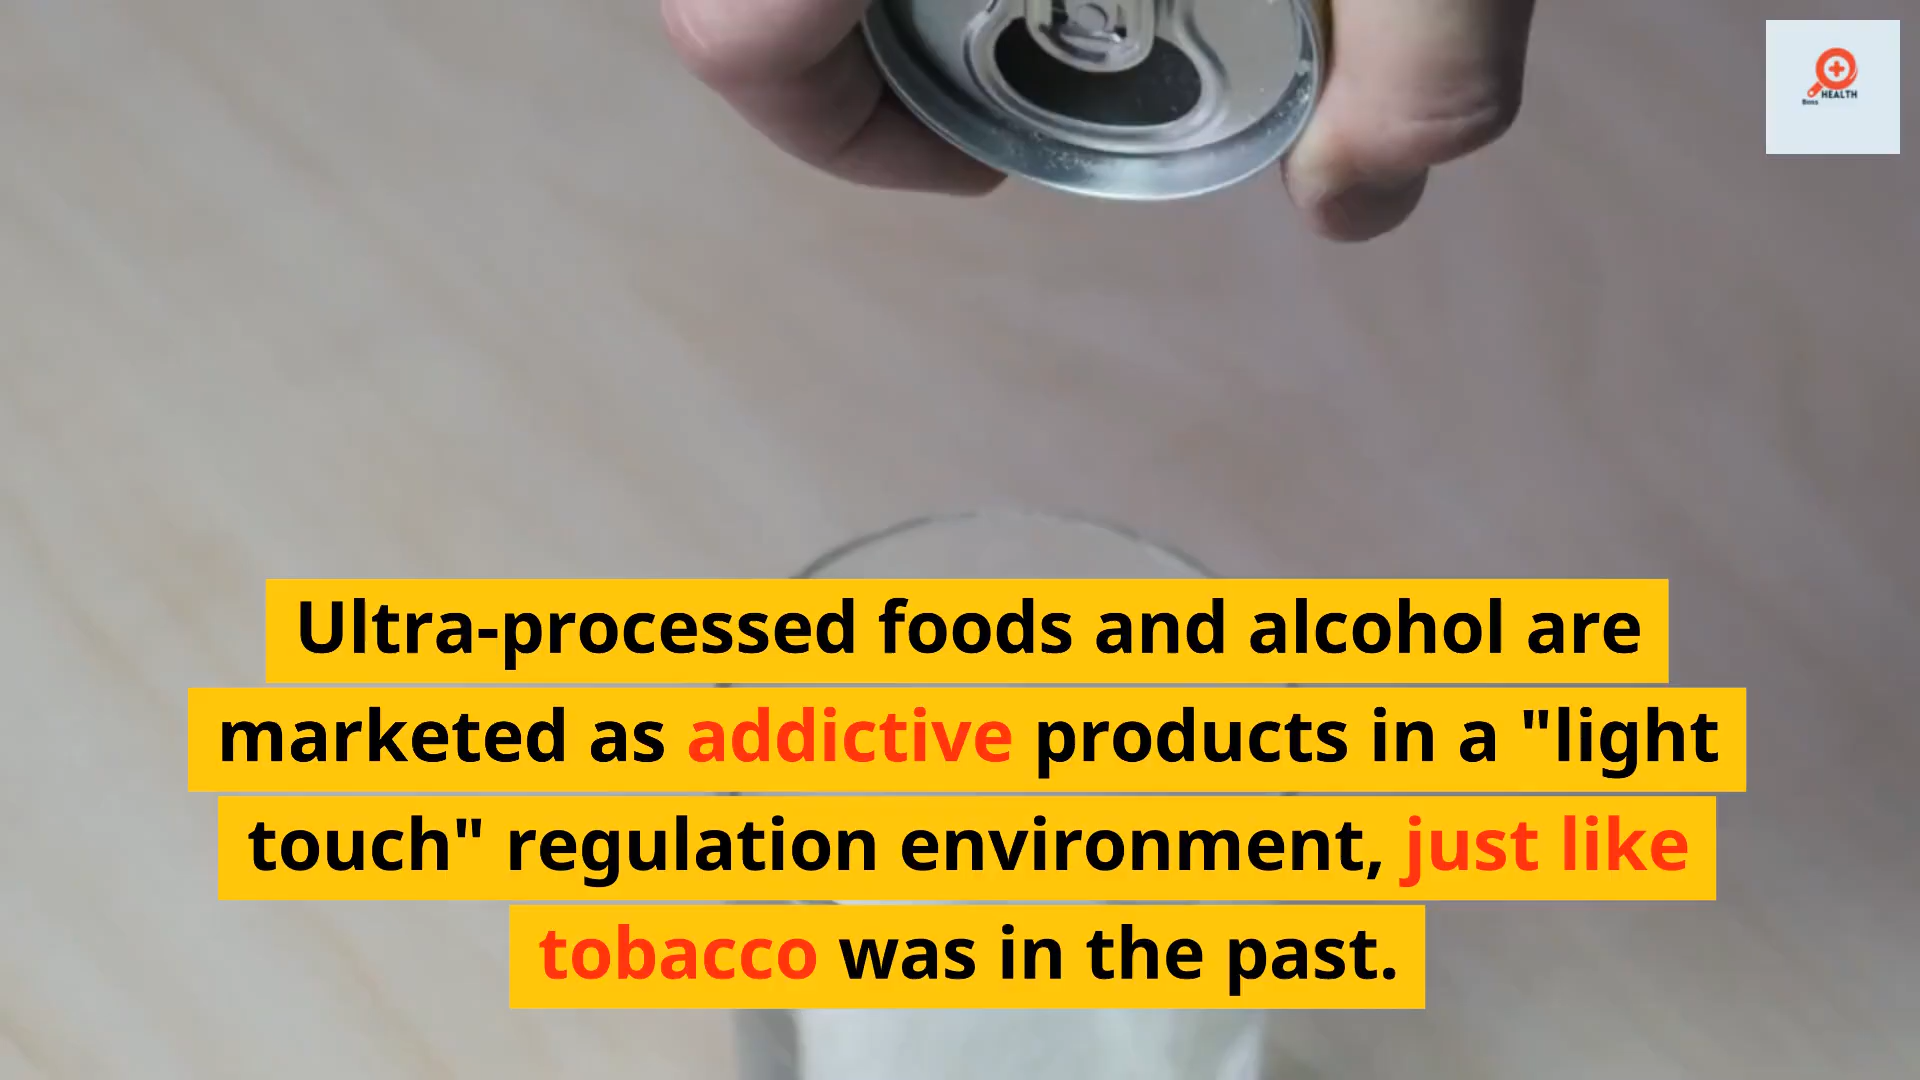 HEALTH
Boss
Ultra-processed foods and alcohol are
marketed as addictive products in a "light
touch" regulation environment, just like
tobacco was in the past.